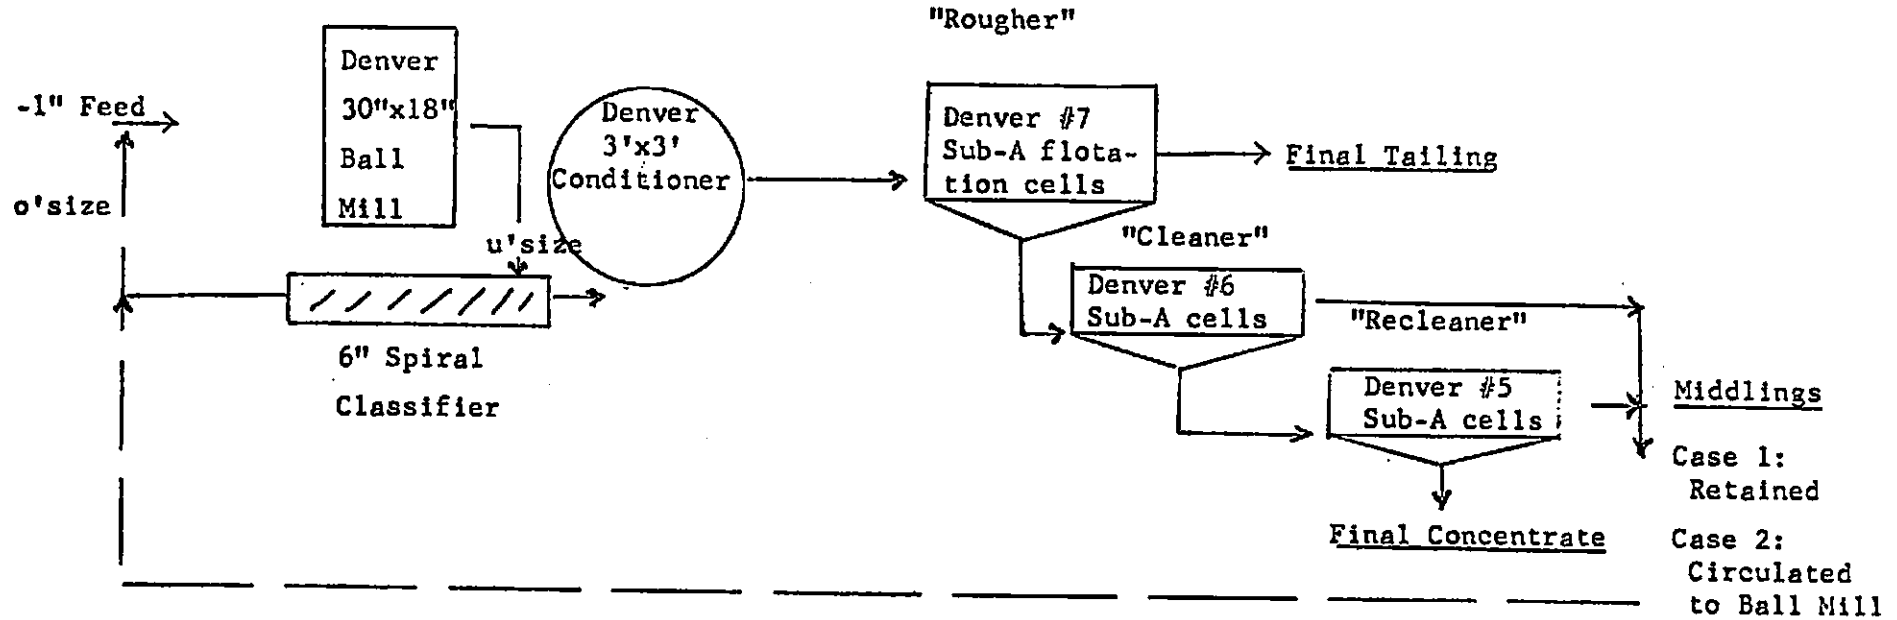 "Rougher"
-1" Feed
Denver
30"x18"
Ball
Mill
o'size
u'size
Denver
3'x3'
Conditioner
6" Spiral
Classifier
Denver #7
Sub-A flota-
tion cells
Final Tailing
"Cleaner"
Denver #6
Sub-A cells
"Recleaner"
Denver #5
Sub-A cells
Middlings
Case 1:
Retained
Final Concentrate
Case 2:
Circulated
to Ball Mill